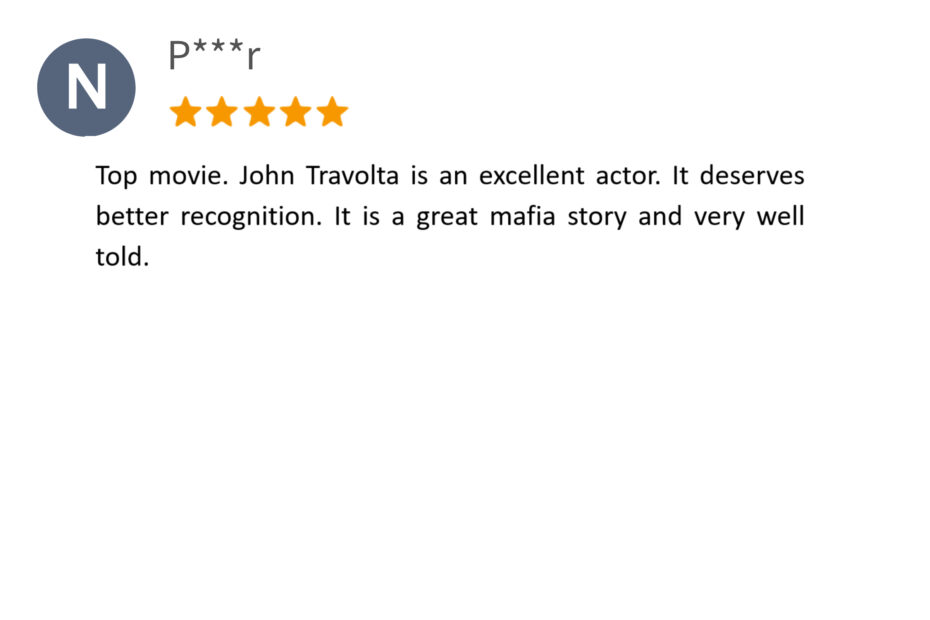 N
P***r
Top movie. John Travolta is an excellent actor. It deserves
better recognition. It is a great mafia story and very well
told.